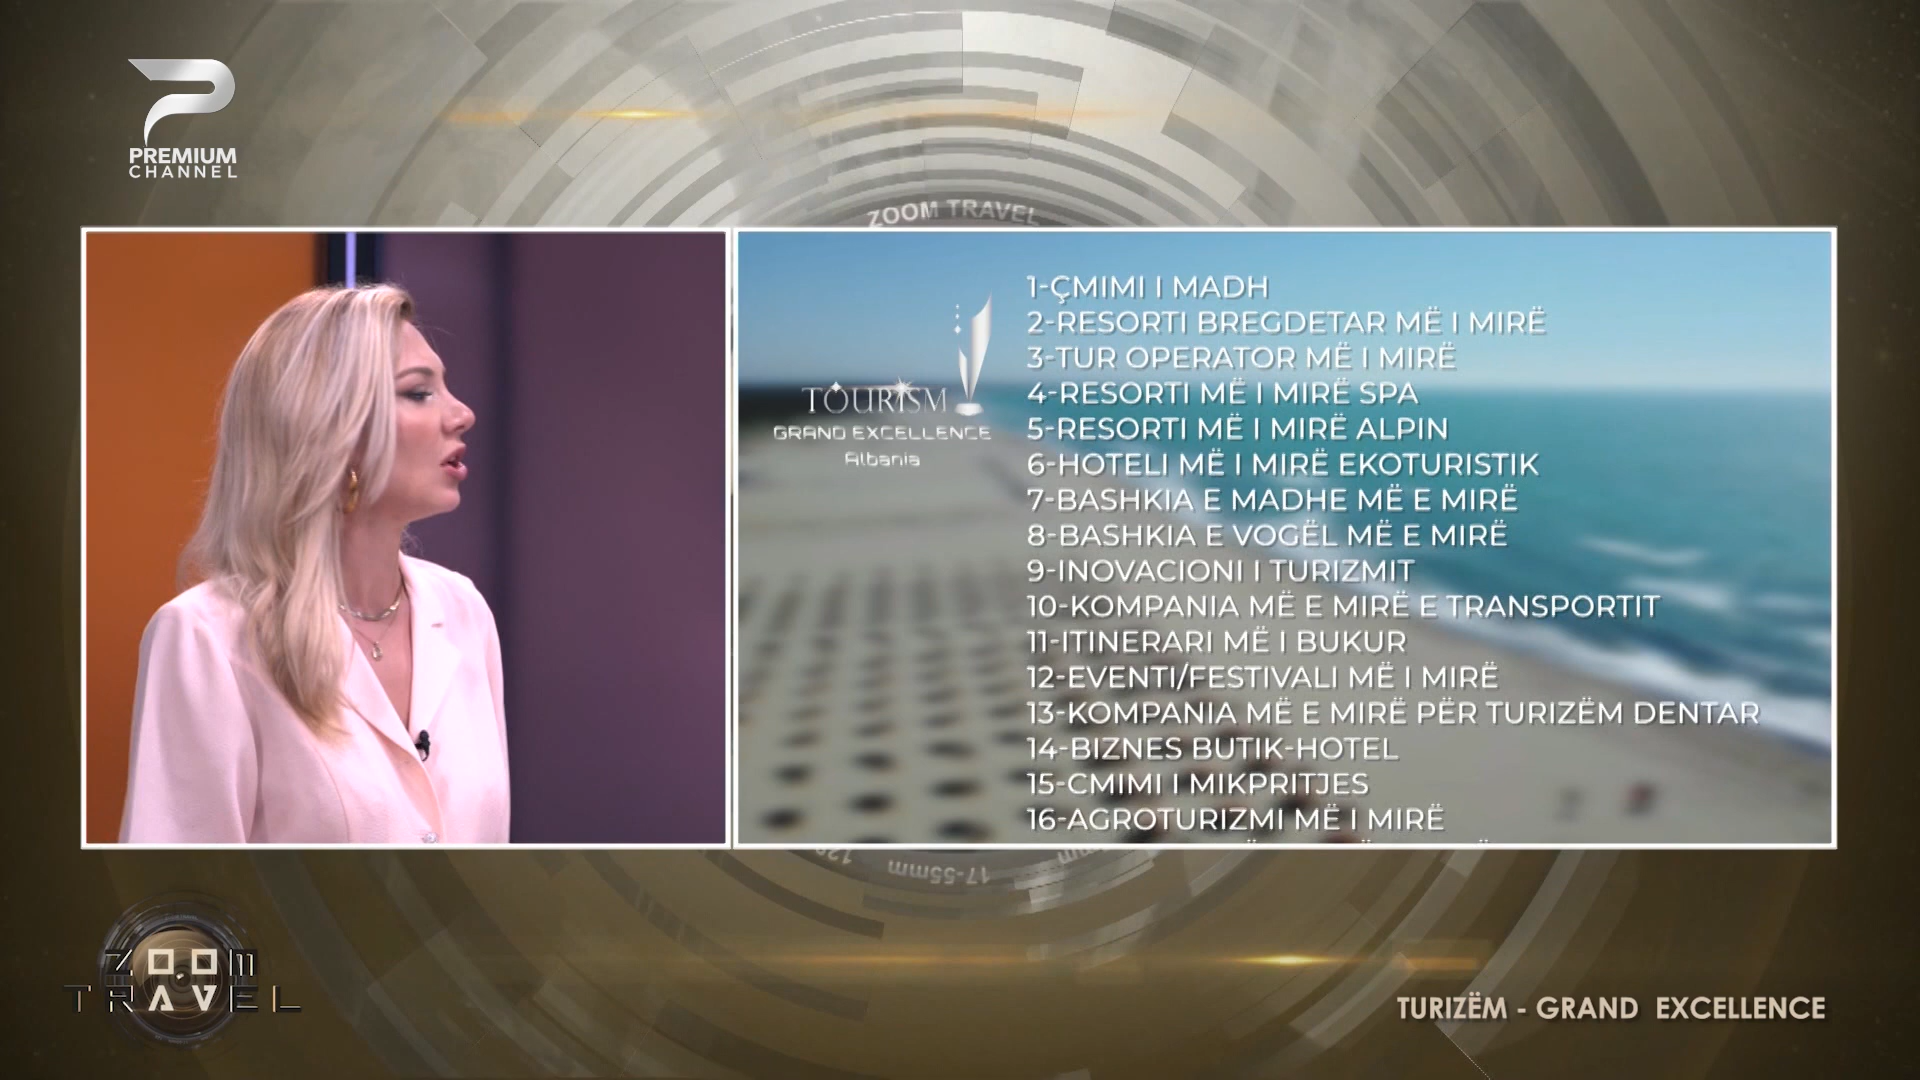 PREMIUM
CHANNEL
ZOOM TRAVEL
1-ÇMIMI I MADH
2-RESORTI BREGDETAR MË I MIRË
3-TUR OPERATOR MË I MIRË
4-RESORTI MË I MIRË SPA
5-RESORTI MË I MIRË ALPIN
6-HOTELI MË I MIRË EKOTURISTIK
7-BASHKIA E MADHE MË E MIRË
8-BASHKIA E VOGËL MË E MIRË
9-INOVACIONI I TURIZMIT
10-KOMPANIA MË E MIRË E TRANSPORTIT
11-ITINERARI MË I BUKUR
12-EVENTI/FESTIVALI MË I MIRË
13-KOMPANIA MË E MIRË PËR TURIZËM DENTAR
14-BIZNES BUTIK-HOTEL
15-CMIMI I MIKPRITJES
16-AGROTURIZMI MË I MIRË
TOURISM
GRAND EXCELLENCE
Albania
17-55mm
ZOOM
TRAVEL
TURIZËM - GRAND EXCELLENCE